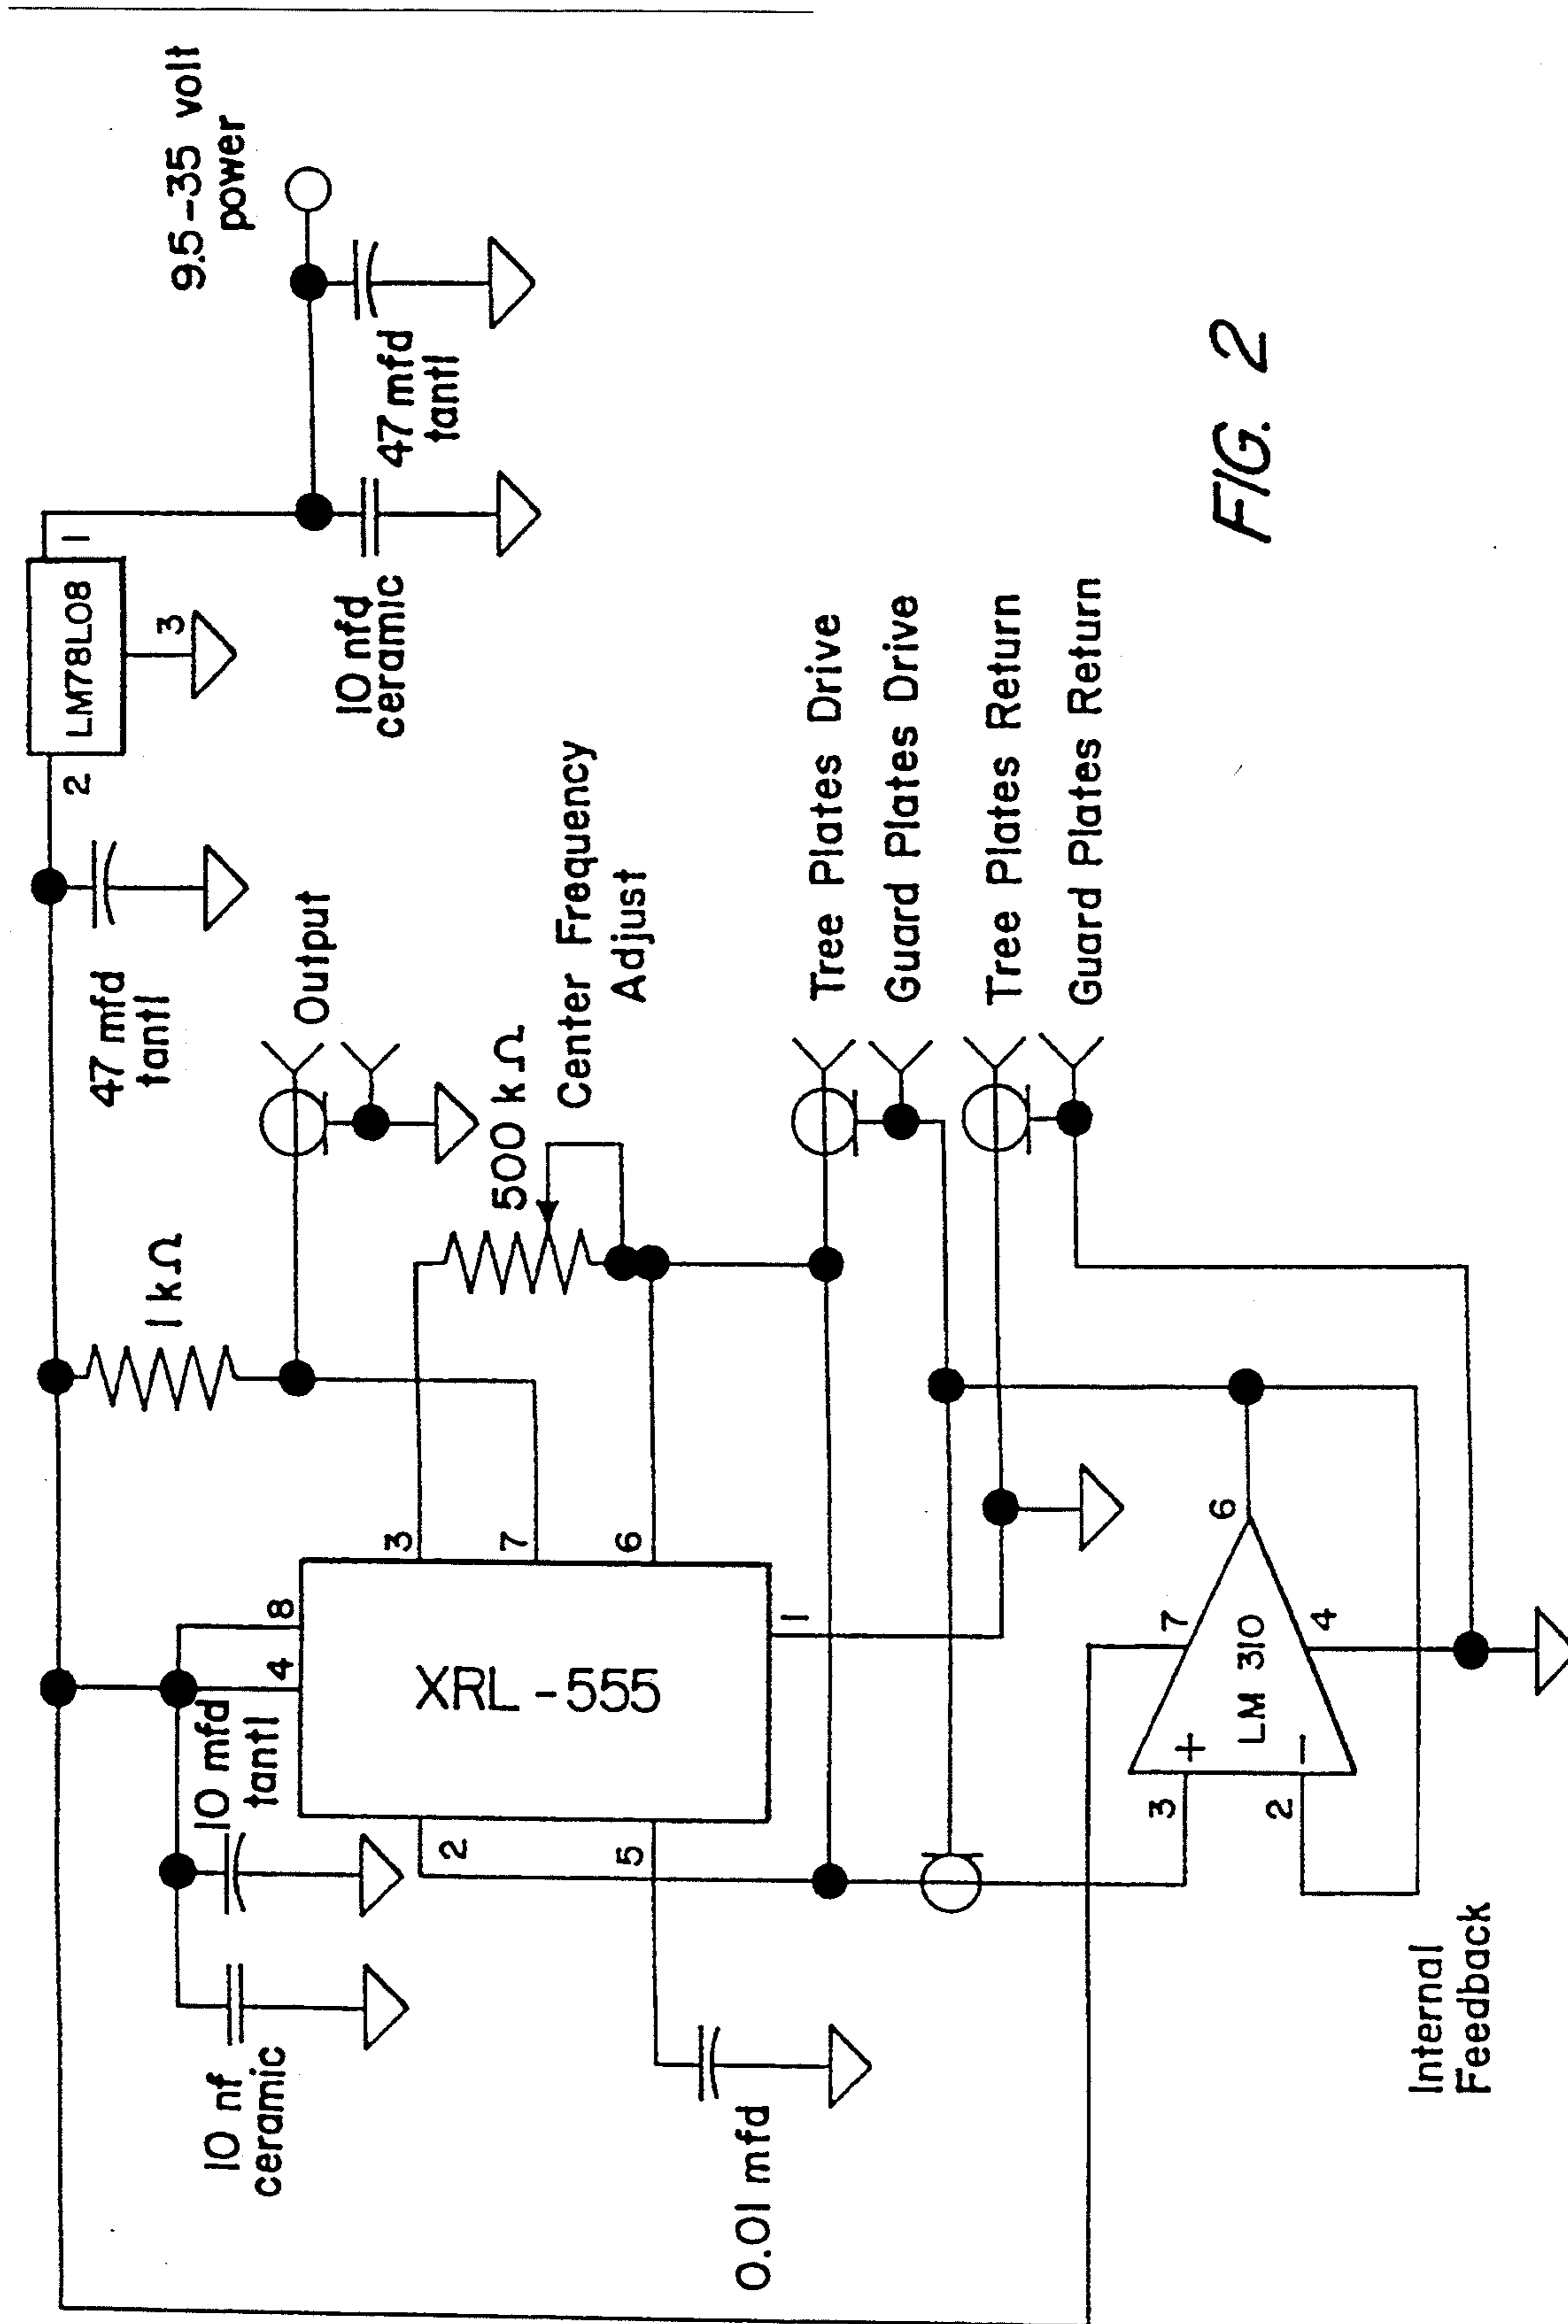 9.5-35 volt
power
LM78L08
1
2
3
47 mfd
tantl
10 nfd
ceramic
47 mfd
tantl
Output
1 kΩ
500 kΩ
Center Frequency
Adjust
10 nf
ceramic
10 mfd
tantl
4
8
3
7
6
XRL-555
2
5
1
0.01 mfd
Tree Plates Drive
Guard Plates Drive
Tree Plates Return
Guard Plates Return
3
2
+
-
LM 310
7
6
4
Internal
Feedback
FIG. 2